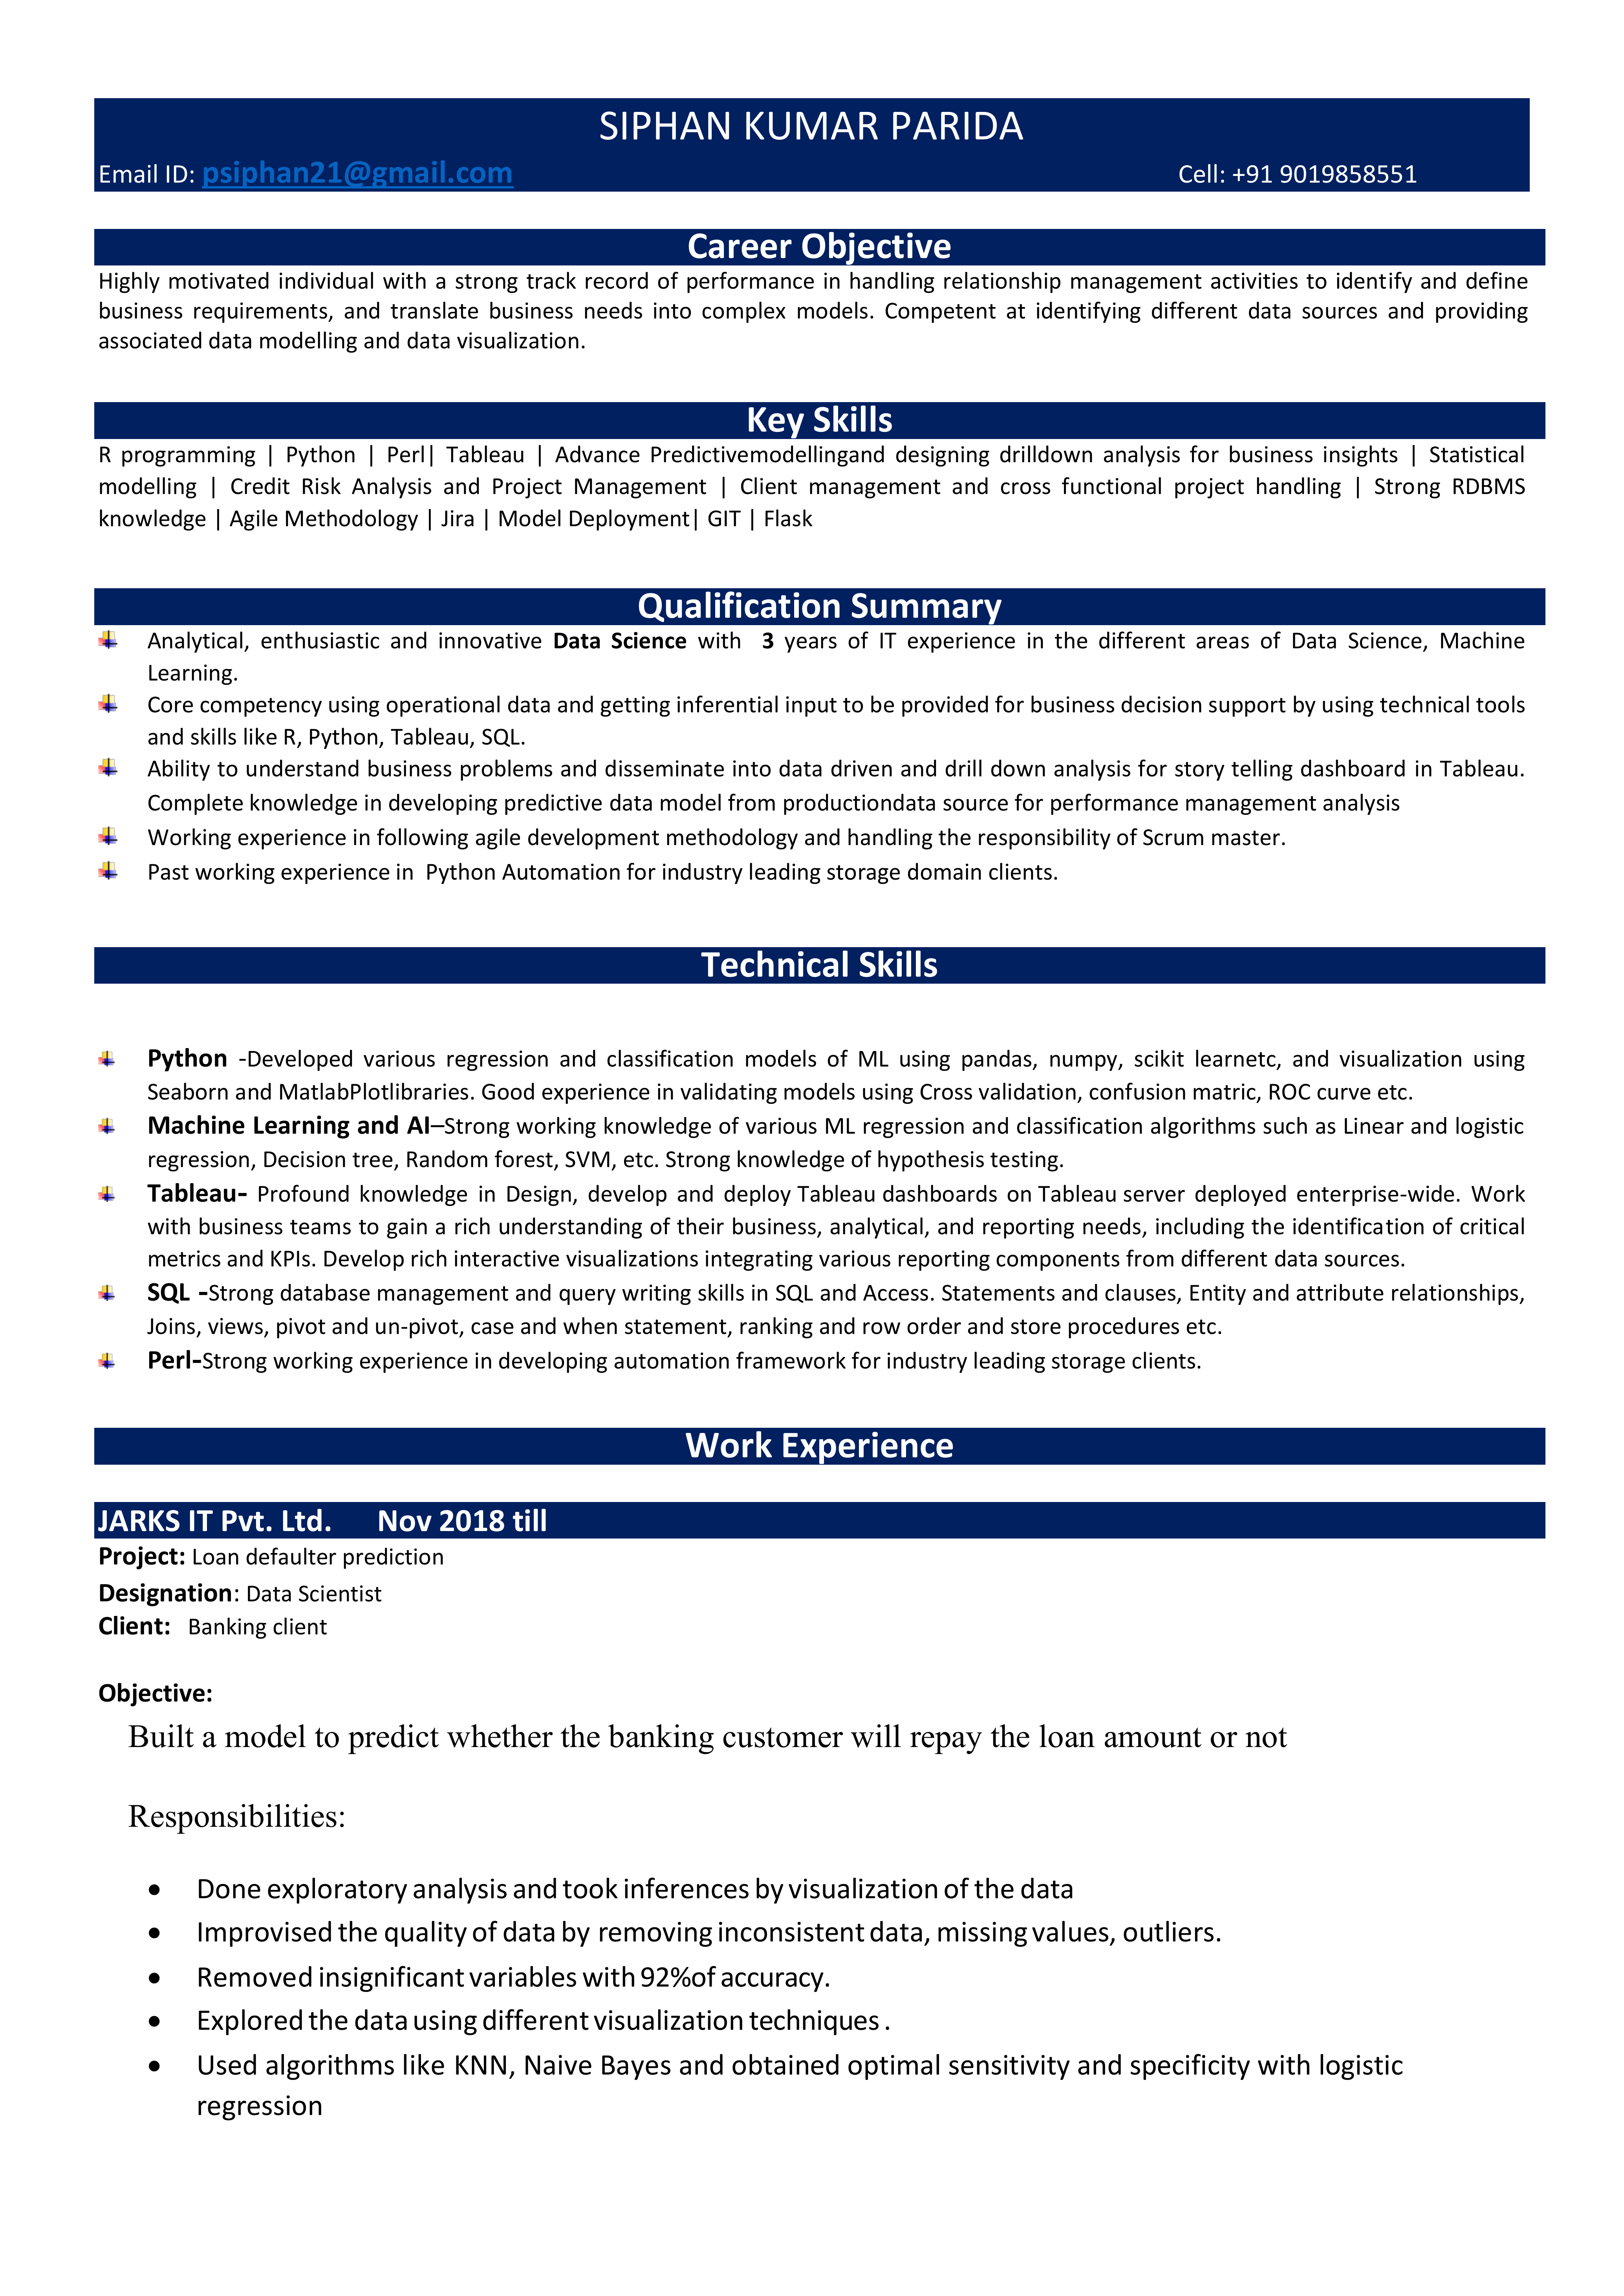 SIPHAN KUMAR PARIDA
Email ID: psiphan21@gmail.com Cell: +91 9019858551
Career Objective
Highly motivated individual with a strong track record of performance in handling relationship management activities to identify and define
business requirements, and translate business needs into complex models. Competent at identifying different data sources and providing
associated data modelling and data visualization.
Key Skills
R programming | Python | Perl| Tableau | Advance Predictivemodellingand designing drilldown analysis for business insights | Statistical
modelling | Credit Risk Analysis and Project Management | Client management and cross functional project handling | Strong RDBMS
knowledge | Agile Methodology | Jira | Model Deployment| GIT | Flask
Qualification Summary
Analytical, enthusiastic and innovative Data Science with 3 years of IT experience in the different areas of Data Science, Machine
Learning.
Core competency using operational data and getting inferential input to be provided for business decision support by using technical tools
and skills like R, Python, Tableau, SQL.
Ability to understand business problems and disseminate into data driven and drill down analysis for story telling dashboard in Tableau.
Complete knowledge in developing predictive data model from productiondata source for performance management analysis
Working experience in following agile development methodology and handling the responsibility of Scrum master.
Past working experience in Python Automation for industry leading storage domain clients.
Technical Skills
Python -Developed various regression and classification models of ML using pandas, numpy, scikit learnetc, and visualization using
Seaborn and MatlabPlotlibraries. Good experience in validating models using Cross validation, confusion matric, ROC curve etc.
Machine Learning and AI–Strong working knowledge of various ML regression and classification algorithms such as Linear and logistic
regression, Decision tree, Random forest, SVM, etc. Strong knowledge of hypothesis testing.
Tableau- Profound knowledge in Design, develop and deploy Tableau dashboards on Tableau server deployed enterprise-wide. Work
with business teams to gain a rich understanding of their business, analytical, and reporting needs, including the identification of critical
metrics and KPIs. Develop rich interactive visualizations integrating various reporting components from different data sources.
SQL -Strong database management and query writing skills in SQL and Access. Statements and clauses, Entity and attribute relationships,
Joins, views, pivot and un-pivot, case and when statement, ranking and row order and store procedures etc.
Perl-Strong working experience in developing automation framework for industry leading storage clients.
Work Experience
JARKS IT Pvt. Ltd. Nov 2018 till
Project: Loan defaulter prediction
Designation: Data Scientist
Client: Banking client
Objective:
Built a model to predict whether the banking customer will repay the loan amount or not
Responsibilities:
• Done exploratory analysis and took inferences by visualization of the data
• Improvised the quality of data by removing inconsistent data, missing values, outliers.
• Removed insignificant variables with 92%of accuracy.
• Explored the data using different visualization techniques .
• Used algorithms like KNN, Naive Bayes and obtained optimal sensitivity and specificity with logistic
regression